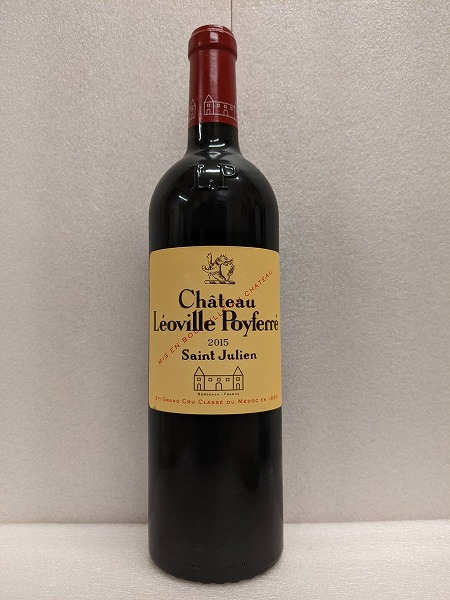 LP
Château
Léoville Poyferré
MIS EN BOUTEILLE AU CHATEAU
2015
Saint Julien
BORDEAUX - FRANCE
2ME GRAND CRU CLASSÉ DU MÉDOC EN 1855